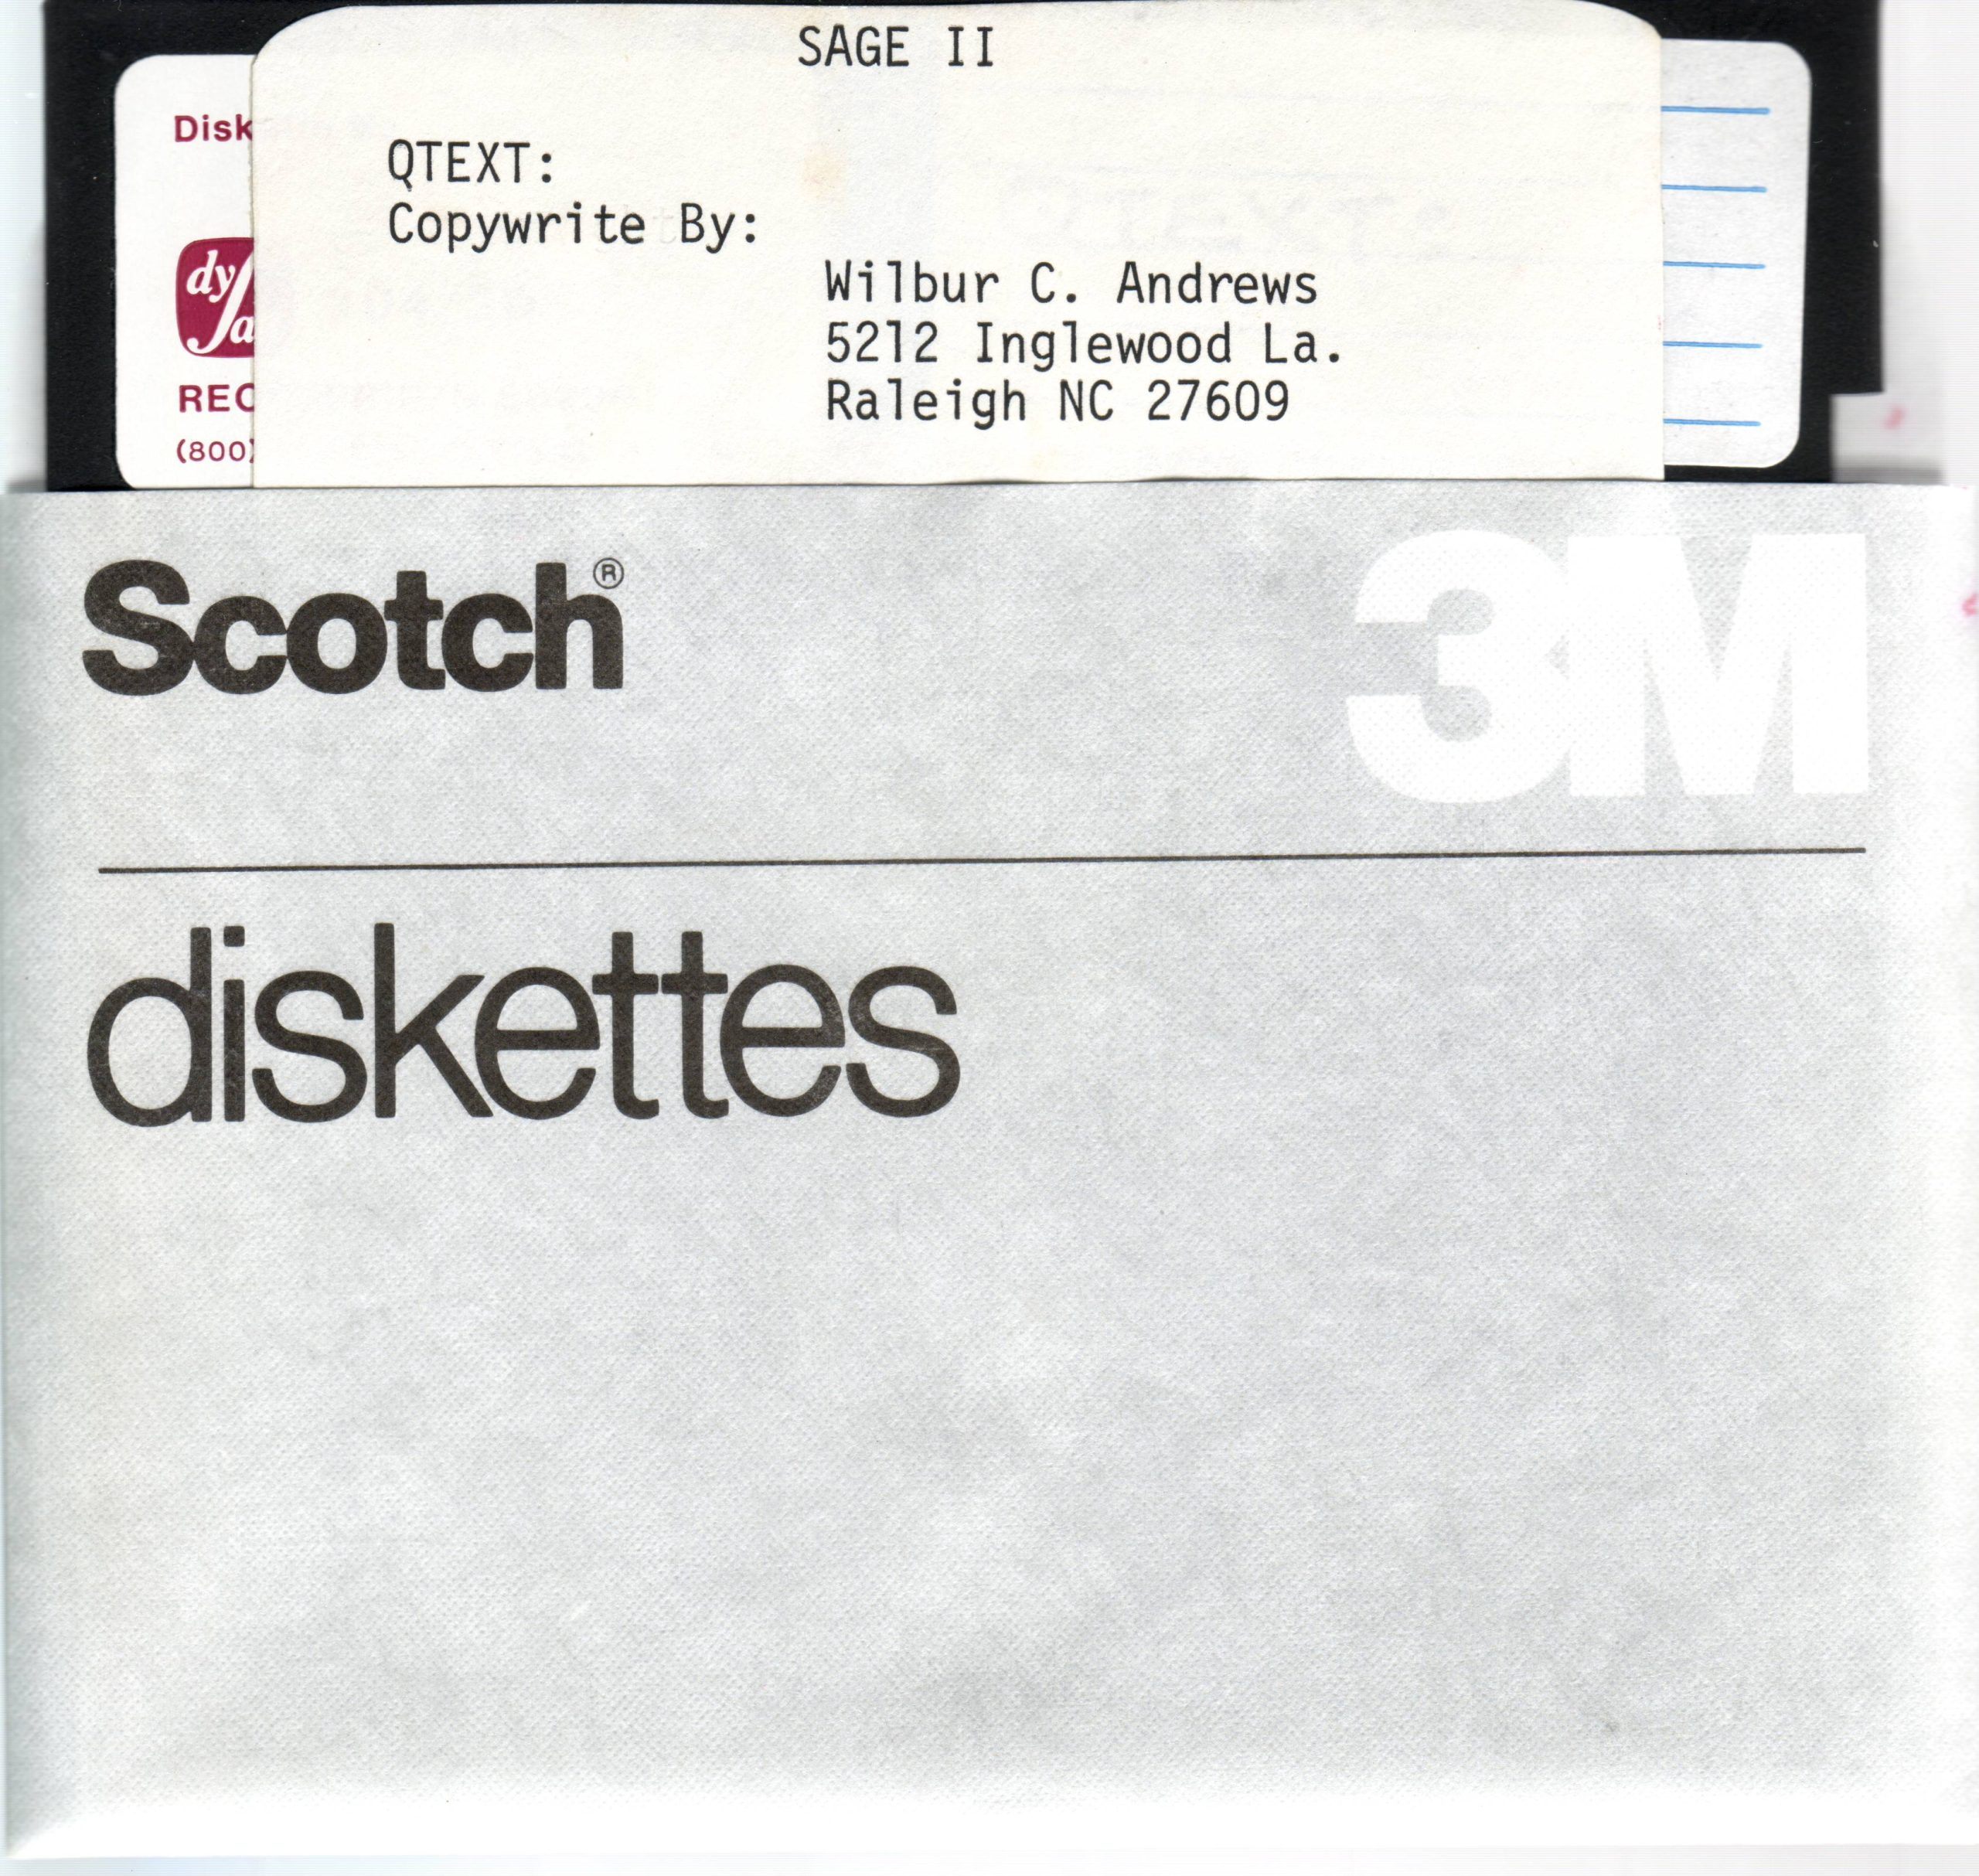 SAGE II
Disk
QTEXT:
Copywrite By:
Wilbur C. Andrews
5212 Inglewood La.
Raleigh NC 27609
dy
a
REC
(800)
Scotch®
3M
diskettes